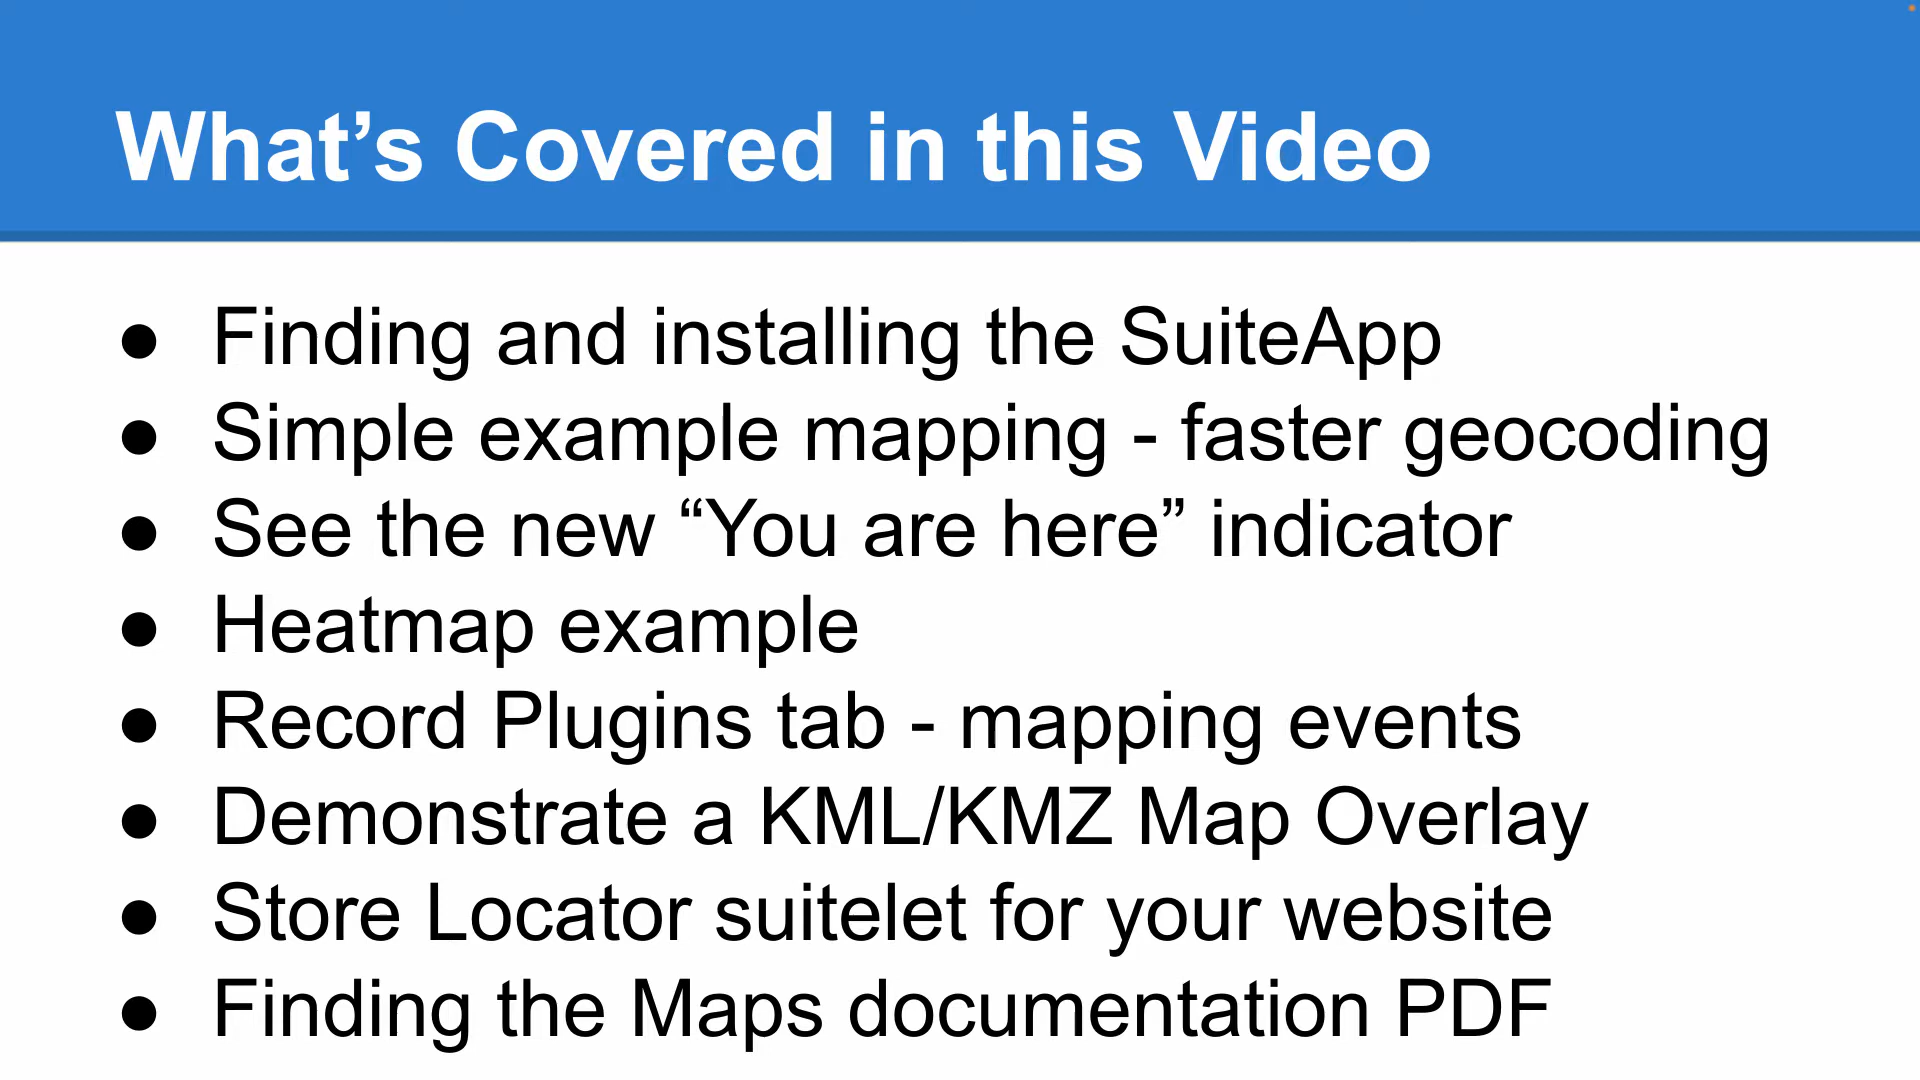 What’s Covered in this Video
● Finding and installing the SuiteApp
● Simple example mapping - faster geocoding
● See the new “You are here” indicator
● Heatmap example
● Record Plugins tab - mapping events
● Demonstrate a KML/KMZ Map Overlay
● Store Locator suitelet for your website
● Finding the Maps documentation PDF